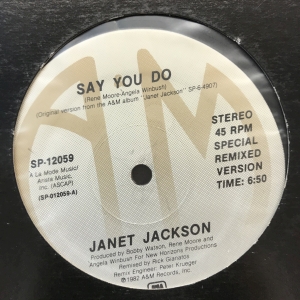 SAY YOU DO
(Rene Moore-Angela Winbush)
(Original version from the A&M album "Janet Jackson" SP-6-4907)
STEREO
45 RPM
SPECIAL
REMIXED
VERSION
TIME: 6:50
SP-12059
A La Mode Music/
Arista Music,
Inc. (ASCAP)
(SP-012059-A)
JANET JACKSON
Produced by Bobby Watson, Rene Moore and
Angela Winbush For New Horizons Productions.
Remixed by Rick Gianatos
Remix Engineer: Peter Krueger
©1982 A&M Records, Inc.